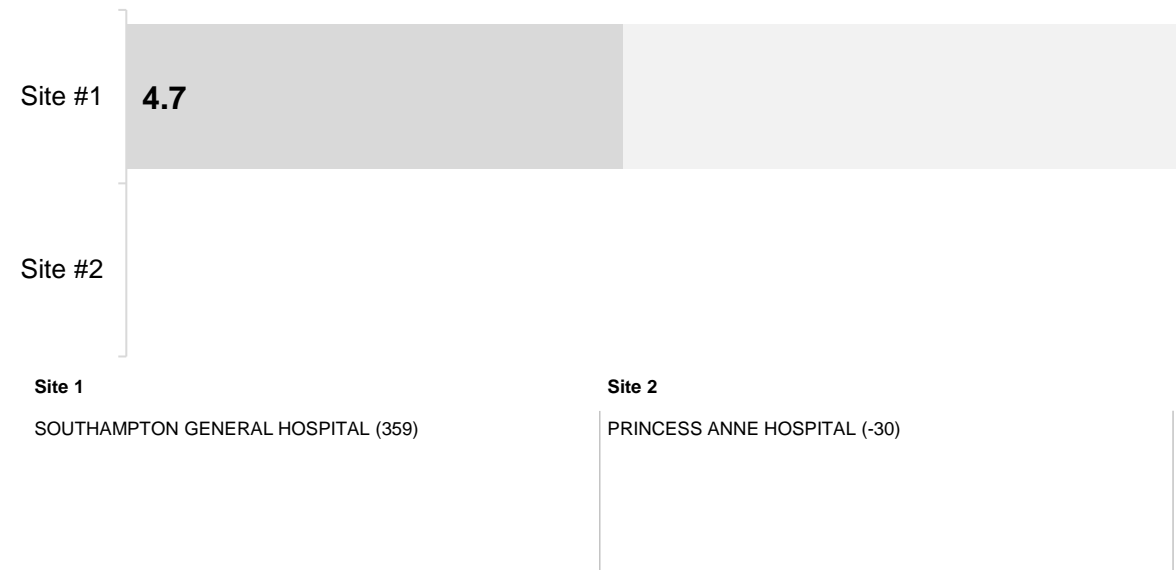 Site #1
4.7
Site #2
Site 1
Site 2
SOUTHAMPTON GENERAL HOSPITAL (359)
PRINCESS ANNE HOSPITAL (-30)